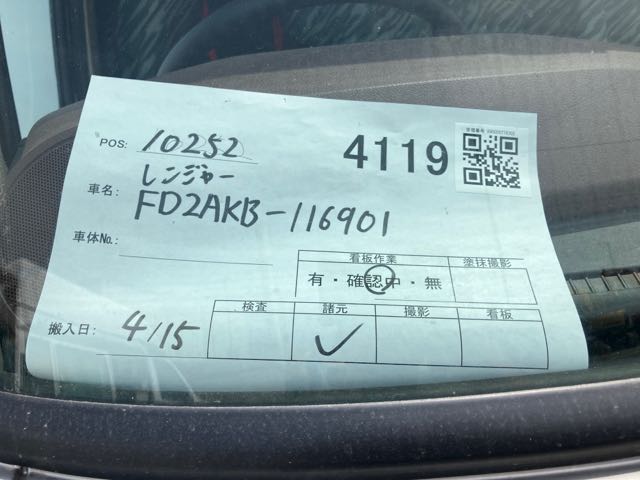 POS: 10252
4119
車名: レンジャー
FD2AKB-116901
車体No.:
看板作業 塗抹撮影
有・確認中・無
検査 諸元 撮影 看板
搬入日: 4/15 ✓